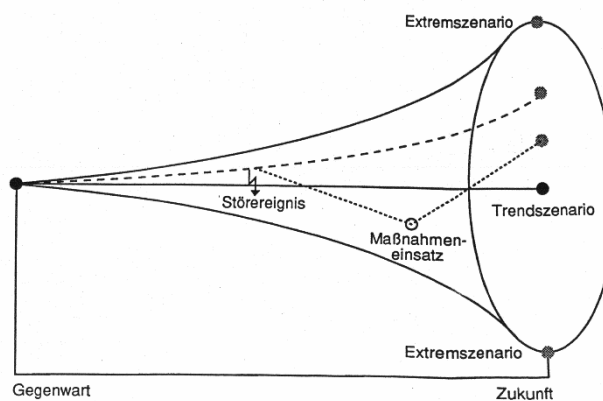 Extremszenario
Störereignis
Trendszenario
Maßnahmen-
einsatz
Extremszenario
Gegenwart
Zukunft